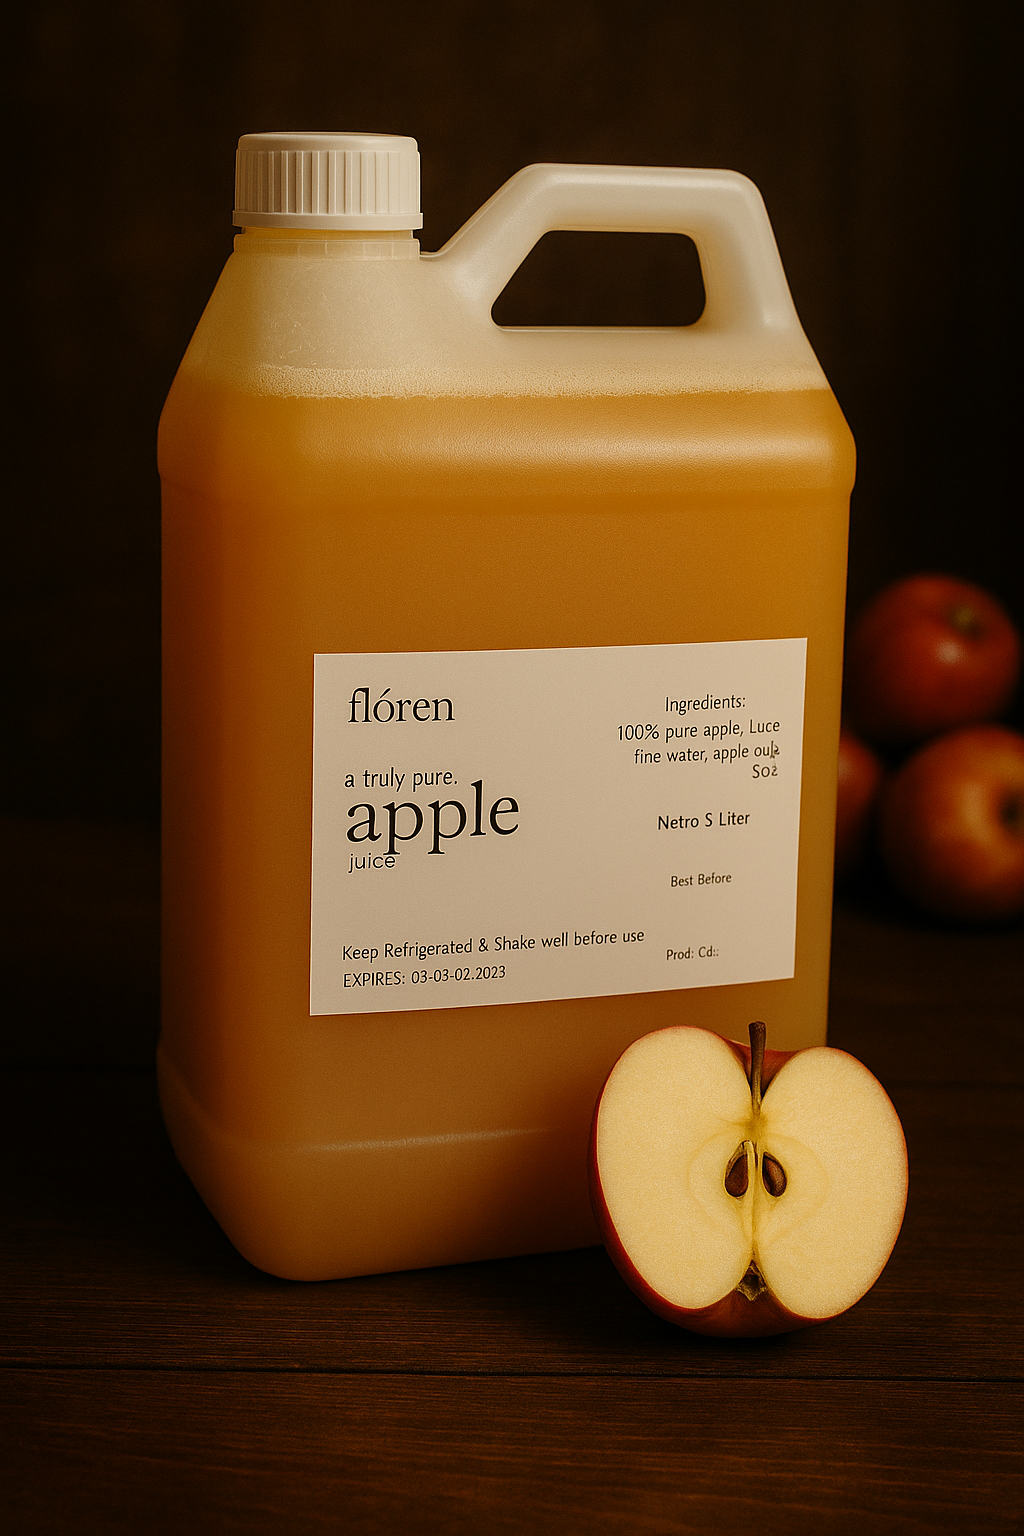 flóren
a truly pure.
apple
juice
Keep Refrigerated & Shake well before use
EXPIRES: 03-03-02.2023
Ingredients:
100% pure apple, Luce
fine water, apple
Netro S Liter
Best Before
Prod: Cd::